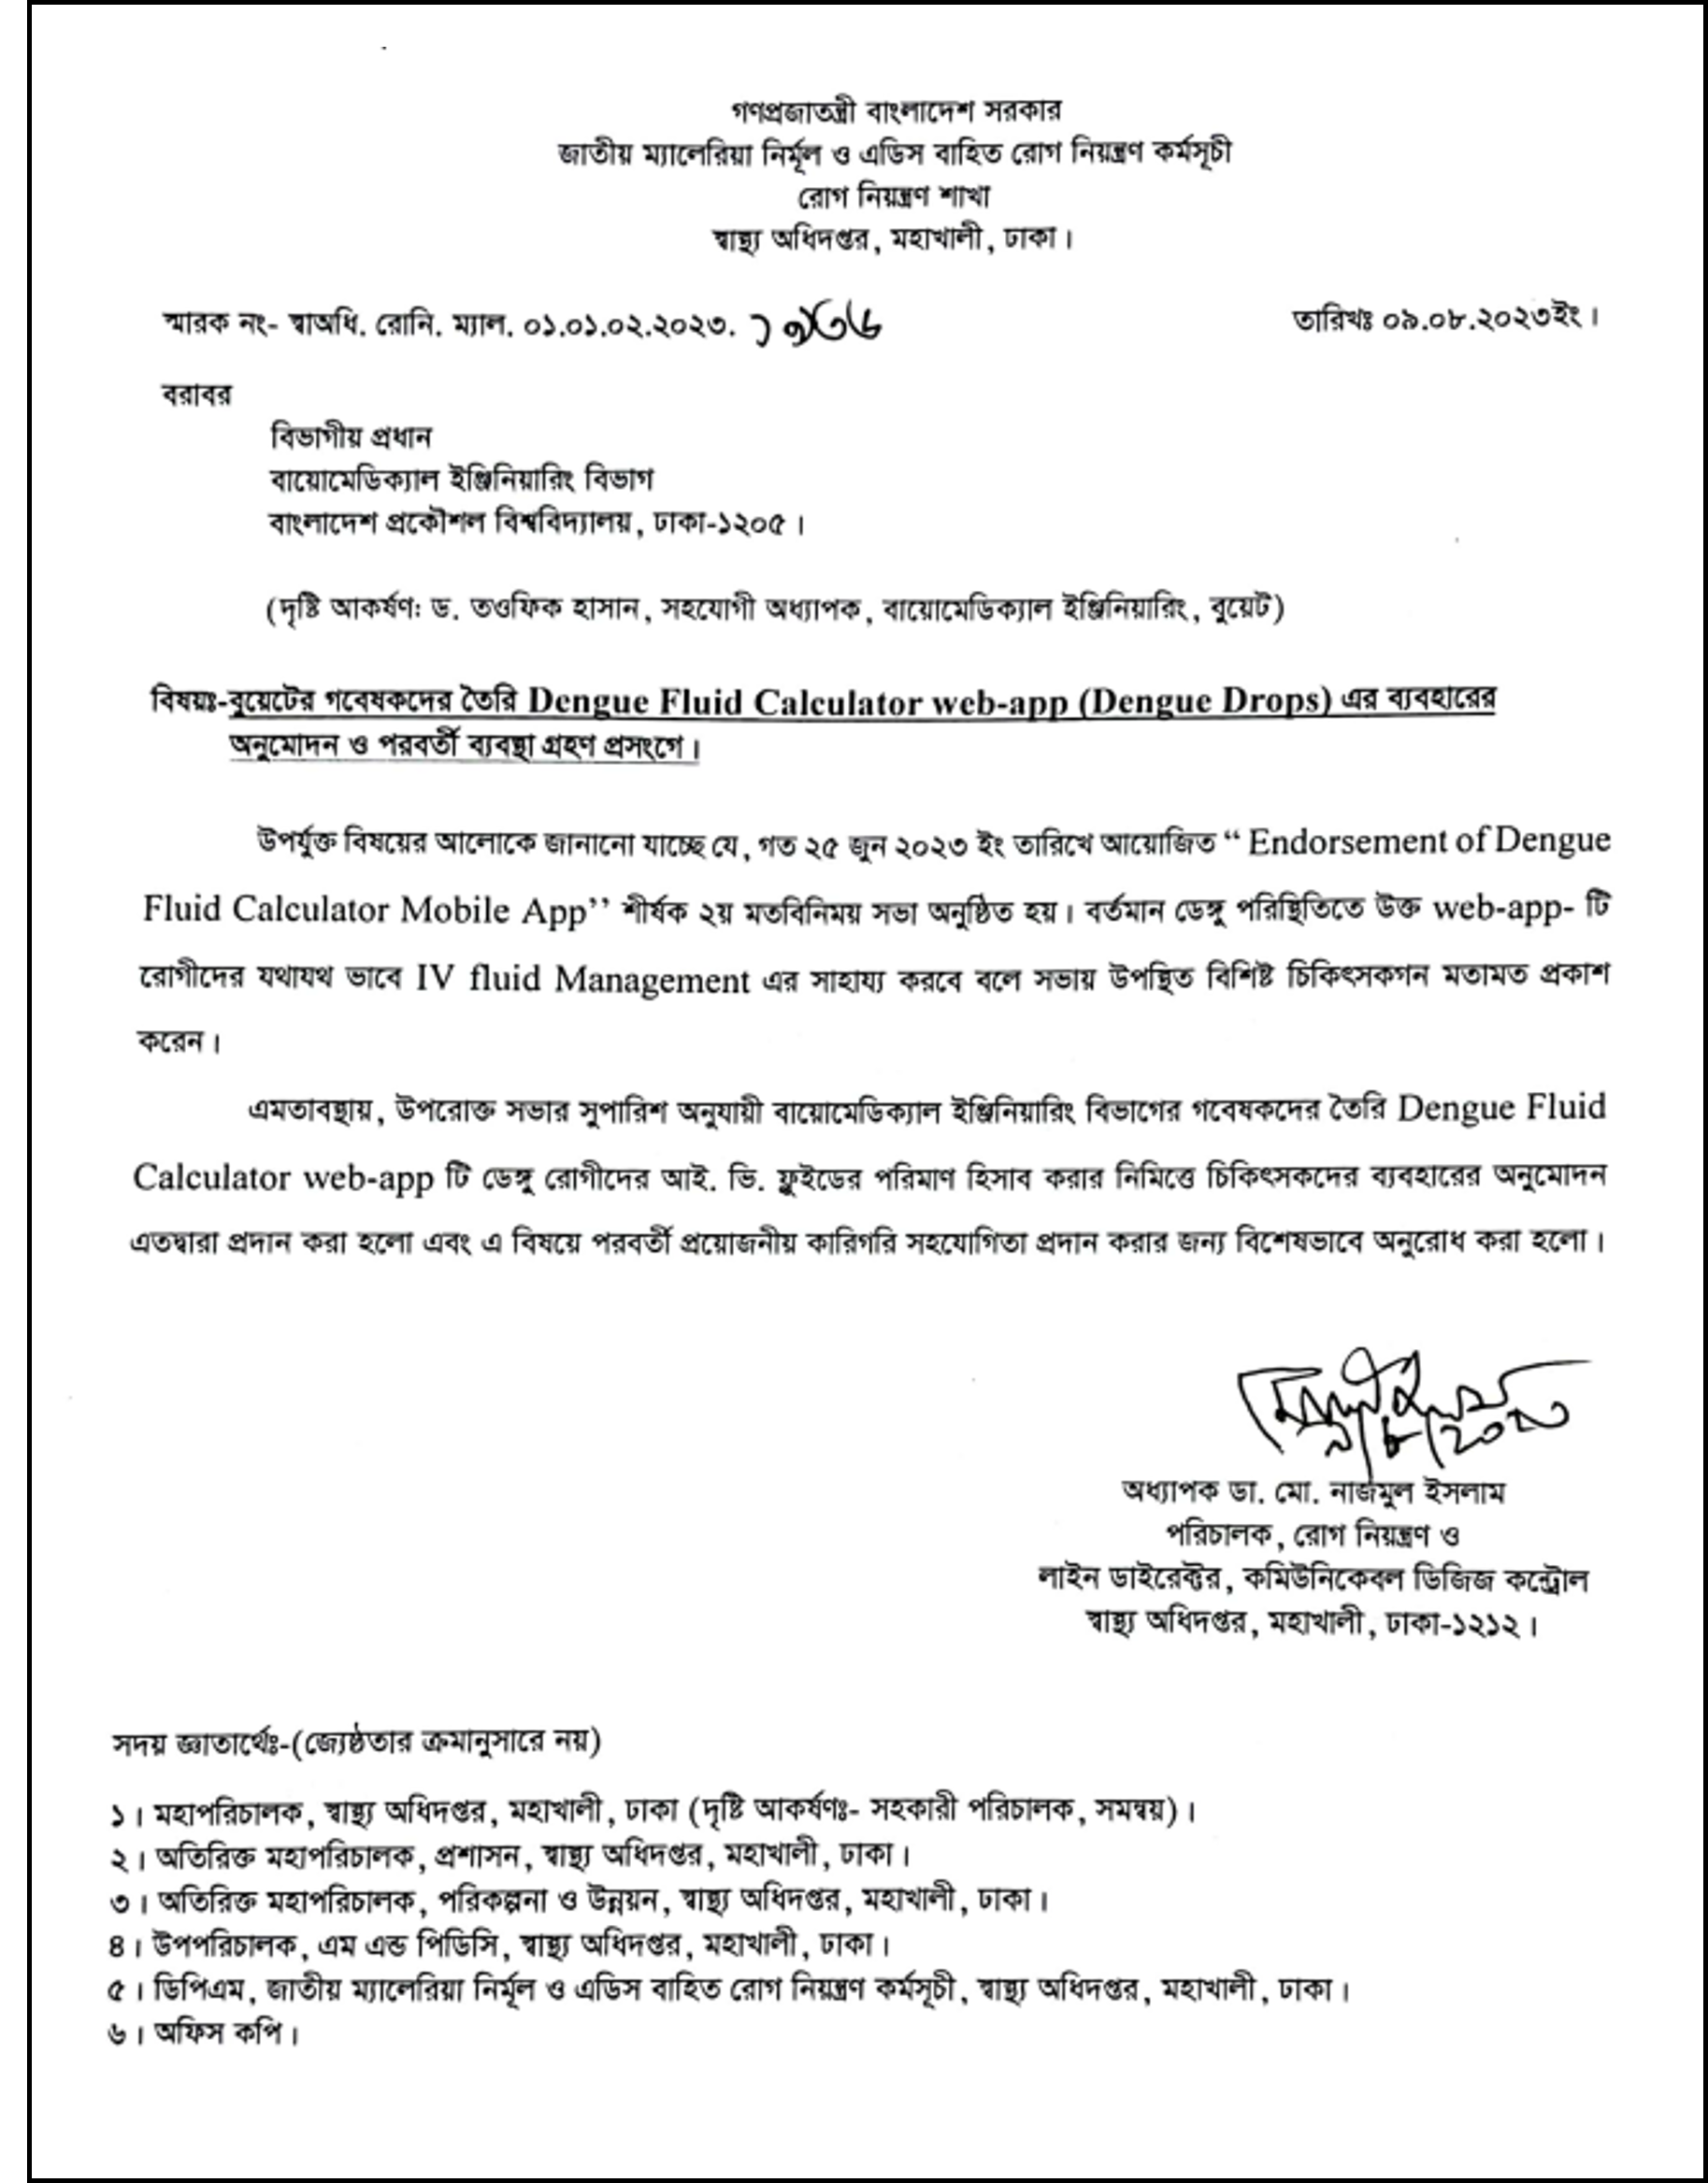 গণপ্রজাতন্ত্রী বাংলাদেশ সরকার
জাতীয় ম্যালেরিয়া নির্মূল ও এডিস বাহিত রোগ নিয়ন্ত্রণ কর্মসূচী
রোগ নিয়ন্ত্রণ শাখা
স্বাস্থ্য অধিদপ্তর, মহাখালী, ঢাকা।
স্মারক নং- স্বাঅধি. রোনি. ম্যাল. ০১.০১.০২.২০২৩.
তারিখঃ ০৯.০৮.২০২৩ইং।
বরাবর
বিভাগীয় প্রধান
বায়োমেডিক্যাল ইঞ্জিনিয়ারিং বিভাগ
বাংলাদেশ প্রকৌশল বিশ্ববিদ্যালয়, ঢাকা-১২০৫।
(দৃষ্টি আকর্ষণ: ড. তওফিক হাসান, সহযোগী অধ্যাপক, বায়োমেডিক্যাল ইঞ্জিনিয়ারিং, বুয়েট)
বিষয়ঃ-বুয়েটের গবেষকদের তৈরি Dengue Fluid Calculator web-app (Dengue Drops) এর ব্যবহারের
অনুমোদন ও পরবর্তী ব্যবস্থা গ্রহণ প্রসংগে।
উপর্যুক্ত বিষয়ের আলোকে জানানো যাচ্ছে যে, গত ২৫ জুন ২০২৩ ইং তারিখে আয়োজিত “ Endorsement of Dengue
Fluid Calculator Mobile App’’ শীর্ষক ২য় মতবিনিময় সভা অনুষ্ঠিত হয়। বর্তমান ডেঙ্গু পরিস্থিতিতে উক্ত web-app- টি
রোগীদের যথাযথ ভাবে IV fluid Management এর সাহায্য করবে বলে সভায় উপস্থিত বিশিষ্ট চিকিৎসকগন মতামত প্রকাশ
করেন।
এমতাবস্থায়, উপরোক্ত সভার সুপারিশ অনুযায়ী বায়োমেডিক্যাল ইঞ্জিনিয়ারিং বিভাগের গবেষকদের তৈরি Dengue Fluid
Calculator web-app টি ডেঙ্গু রোগীদের আই. ভি. ফ্লুইডের পরিমাণ হিসাব করার নিমিত্তে চিকিৎসকদের ব্যবহারের অনুমোদন
এতদ্বারা প্রদান করা হলো এবং এ বিষয়ে পরবর্তী প্রয়োজনীয় কারিগরি সহযোগিতা প্রদান করার জন্য বিশেষভাবে অনুরোধ করা হলো।
অধ্যাপক ডা. মো. নাজমুল ইসলাম
পরিচালক, রোগ নিয়ন্ত্রণ ও
লাইন ডাইরেক্টর, কমিউনিকেবল ডিজিজ কন্ট্রোল
স্বাস্থ্য অধিদপ্তর, মহাখালী, ঢাকা-১২১২।
সদয় জ্ঞাতার্থেঃ-(জ্যেষ্ঠতার ক্রমানুসারে নয়)
১। মহাপরিচালক, স্বাস্থ্য অধিদপ্তর, মহাখালী, ঢাকা (দৃষ্টি আকর্ষণঃ- সহকারী পরিচালক, সমন্বয়)।
২। অতিরিক্ত মহাপরিচালক, প্রশাসন, স্বাস্থ্য অধিদপ্তর, মহাখালী, ঢাকা।
৩। অতিরিক্ত মহাপরিচালক, পরিকল্পনা ও উন্নয়ন, স্বাস্থ্য অধিদপ্তর, মহাখালী, ঢাকা।
৪। উপপরিচালক, এম এন্ড পিডিসি, স্বাস্থ্য অধিদপ্তর, মহাখালী, ঢাকা।
৫। ডিপিএম, জাতীয় ম্যালেরিয়া নির্মূল ও এডিস বাহিত রোগ নিয়ন্ত্রণ কর্মসূচী, স্বাস্থ্য অধিদপ্তর, মহাখালী, ঢাকা।
৬। অফিস কপি।